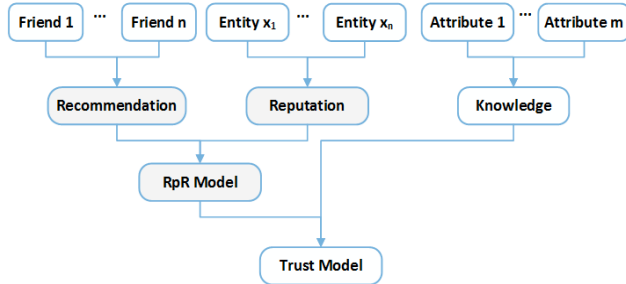 Friend 1 ... Friend n Entity x₁ ... Entity xₙ Attribute 1 ... Attribute m
Recommendation Reputation Knowledge
RpR Model
Trust Model